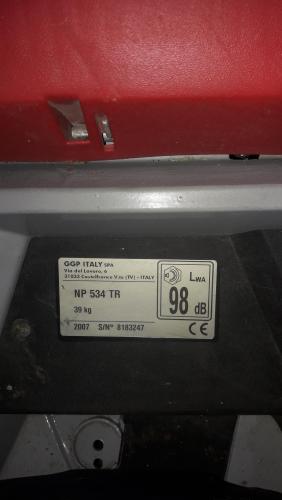 GGP ITALY SPA
Via del Lavoro, 6
31033 Castelfranco V.to (TV) - ITALY
NP 534 TR
39 kg
2007 S/N° 8183247
LWA
98 dB
CE